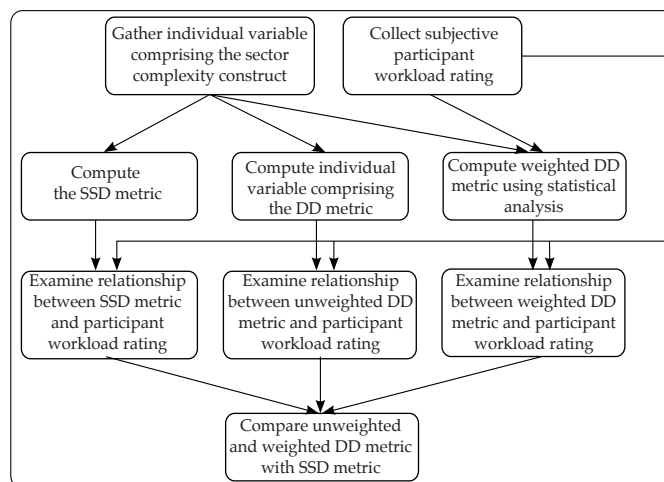 Gather individual variable
comprising the sector
complexity construct
Collect subjective
participant
workload rating
Compute
the SSD metric
Compute individual
variable comprising
the DD metric
Compute weighted DD
metric using statistical
analysis
Examine relationship
between SSD metric
and participant
workload rating
Examine relationship
between unweighted DD
metric and participant
workload rating
Examine relationship
between weighted DD
metric and participant
workload rating
Compare unweighted
and weighted DD metric
with SSD metric